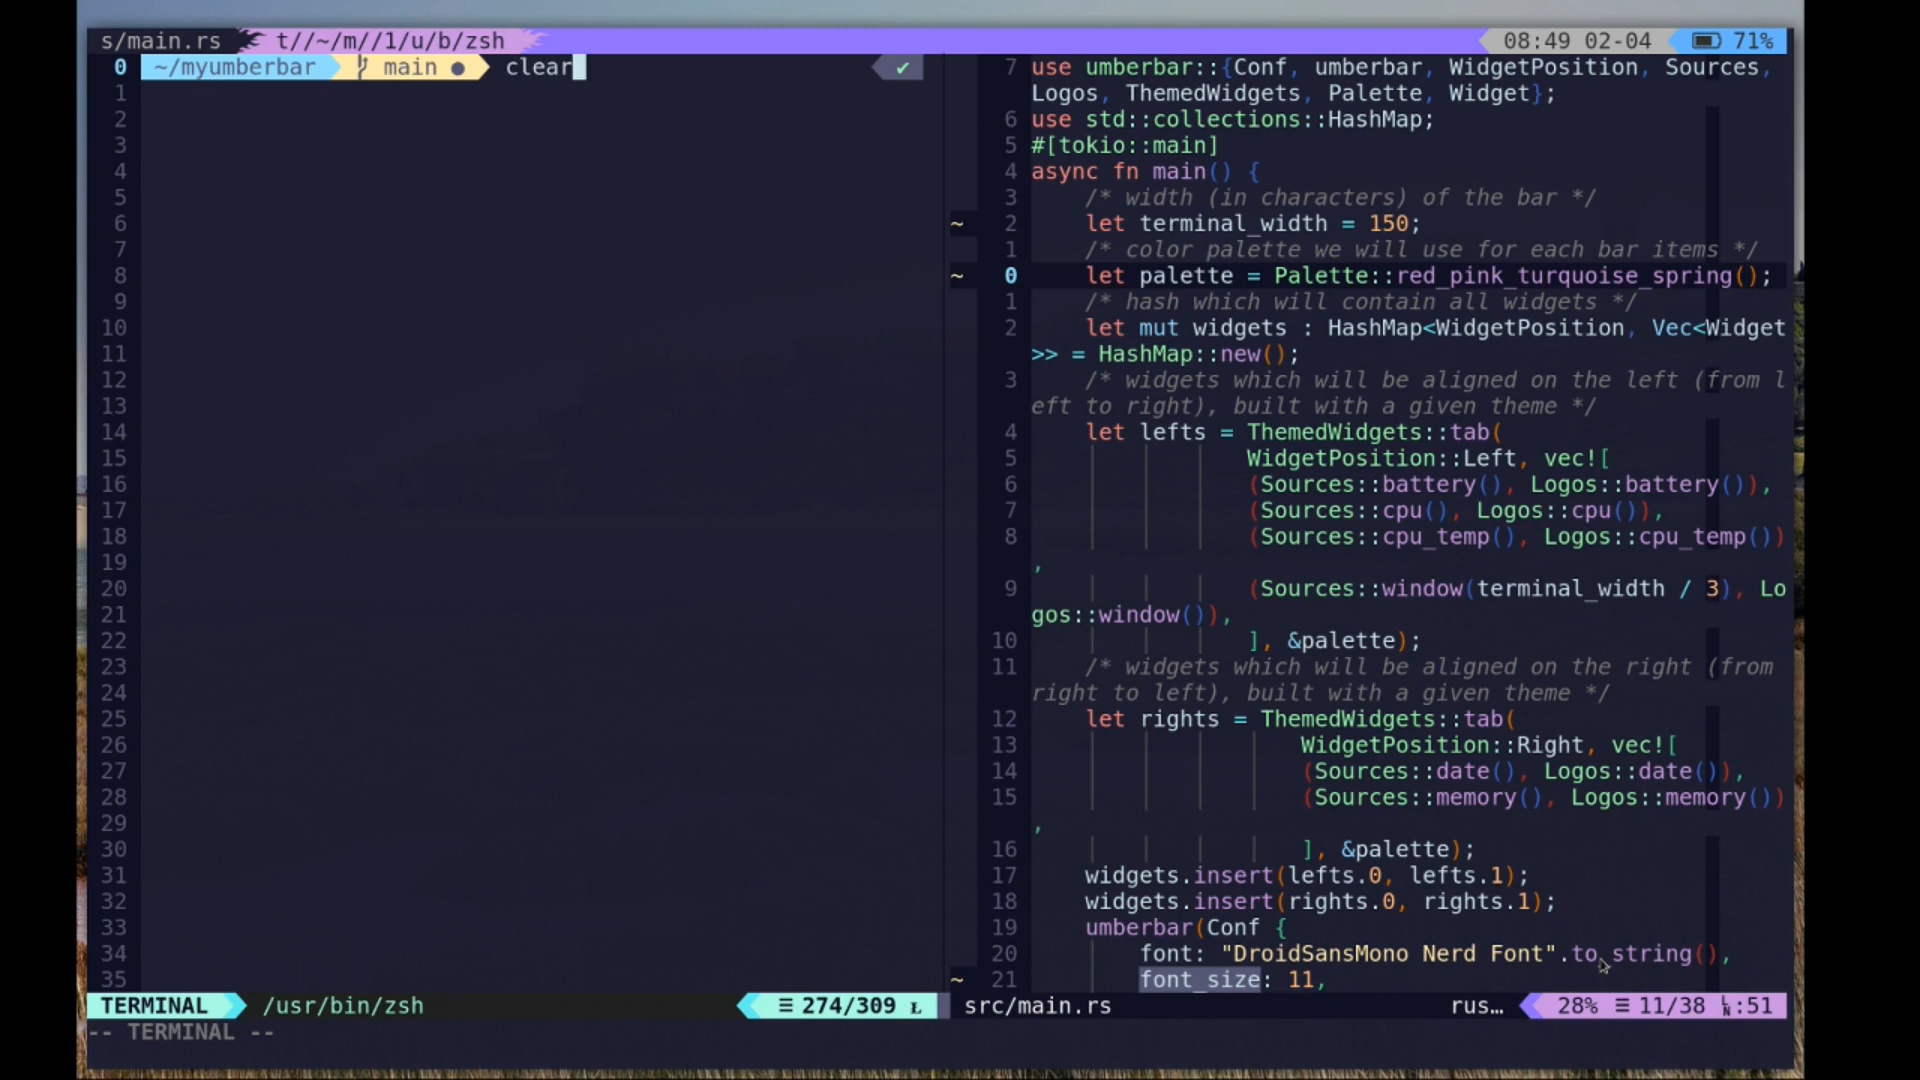 s/main.rs t//~/m//1/u/b/zsh 08:49 02-04 71%
0 ~/myumberbar main ● clear ✔
1
2
3
4
5
6
7
8
9
10
11
12
13
14
15
16
17
18
19
20
21
22
23
24
25
26
27
28
29
30
31
32
33
34
35
TERMINAL /usr/bin/zsh ≡ 274/309 L
-- TERMINAL --
7 use umberbar::{Conf, umberbar, WidgetPosition, Sources,
Logos, ThemedWidgets, Palette, Widget};
6 use std::collections::HashMap;
5 #[tokio::main]
4 async fn main() {
3 /* width (in characters) of the bar */
~ 2 let terminal_width = 150;
1 /* color palette we will use for each bar items */
~ 0 let palette = Palette::red_pink_turquoise_spring();
1 /* hash which will contain all widgets */
2 let mut widgets : HashMap<WidgetPosition, Vec<Widget
>> = HashMap::new();
3 /* widgets which will be aligned on the left (from l
eft to right), built with a given theme */
4 let lefts = ThemedWidgets::tab(
5 WidgetPosition::Left, vec![
6 (Sources::battery(), Logos::battery()),
7 (Sources::cpu(), Logos::cpu()),
8 (Sources::cpu_temp(), Logos::cpu_temp())
,
9 (Sources::window(terminal_width / 3), Lo
gos::window()),
10 ], &palette);
11 /* widgets which will be aligned on the right (from
right to left), built with a given theme */
12 let rights = ThemedWidgets::tab(
13 WidgetPosition::Right, vec![
14 (Sources::date(), Logos::date()),
15 (Sources::memory(), Logos::memory())
,
16 ], &palette);
17 widgets.insert(lefts.0, lefts.1);
18 widgets.insert(rights.0, rights.1);
19 umberbar(Conf {
20 font: "DroidSansMono Nerd Font".to_string(),
~ 21 font_size: 11,
src/main.rs rus… 28% ≡ 11/38 LN:51